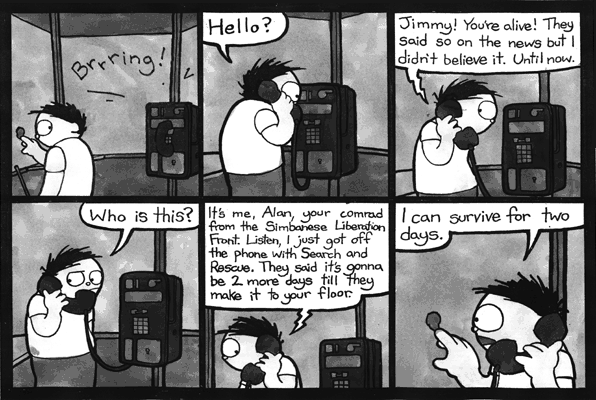 Brrring!
Hello?
Jimmy! You're alive! They
said so on the news but I
didn't believe it. Until now.
Who is this?
It's me, Alan, your comrad
from the Simbanese Liberation
Front. Listen, I just got off
the phone with Search and
Rescue. They said it's gonna
be 2 more days till they
make it to your floor.
I can survive for two
days.